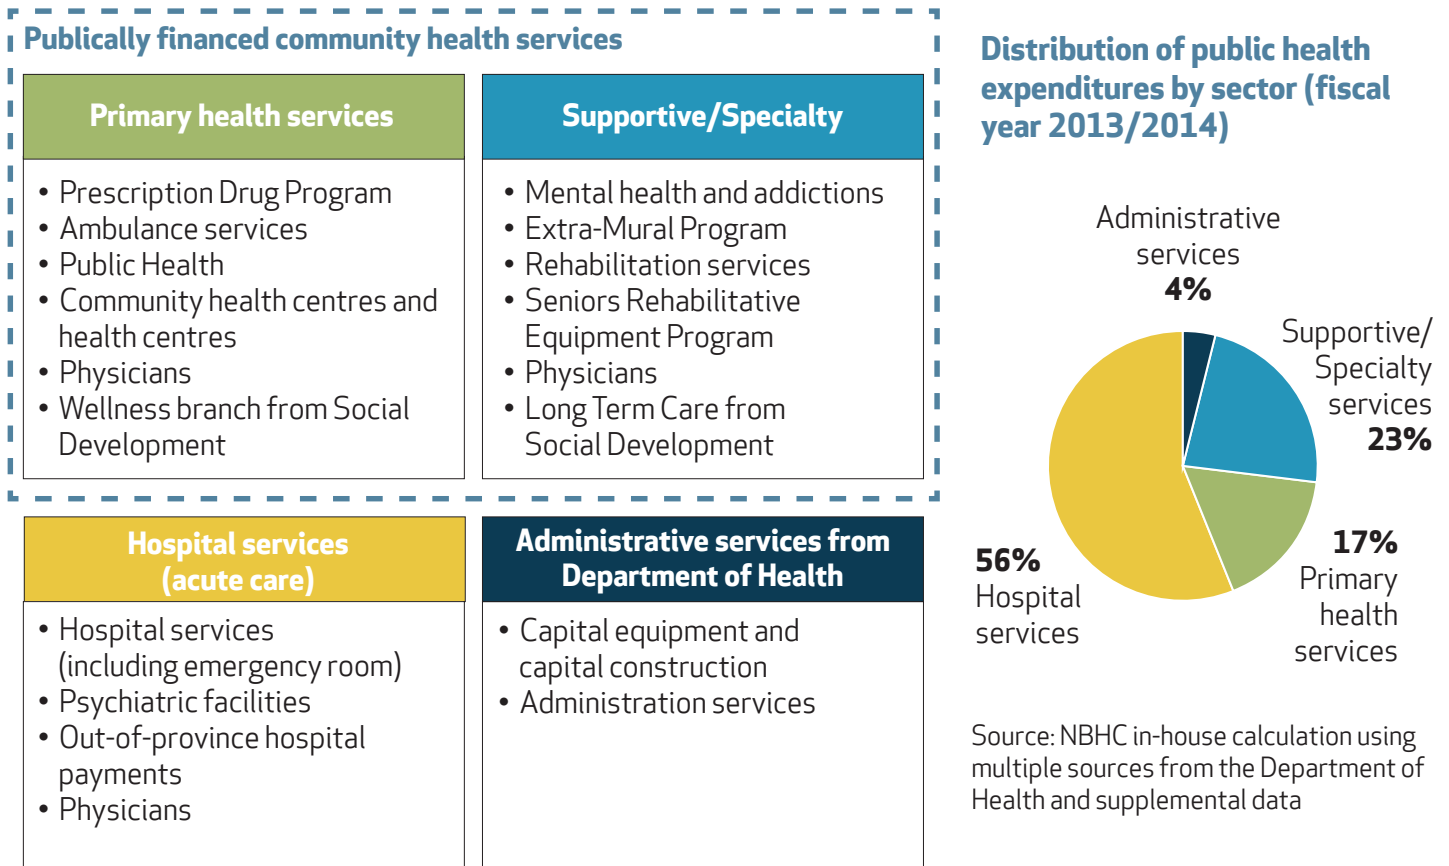 Publically financed community health services
Primary health services
• Prescription Drug Program
• Ambulance services
• Public Health
• Community health centres and
health centres
• Physicians
• Wellness branch from Social
Development
Supportive/Specialty
• Mental health and addictions
• Extra-Mural Program
• Rehabilitation services
• Seniors Rehabilitative
Equipment Program
• Physicians
• Long Term Care from
Social Development
Hospital services
(acute care)
• Hospital services
(including emergency room)
• Psychiatric facilities
• Out-of-province hospital
payments
• Physicians
Administrative services from
Department of Health
• Capital equipment and
capital construction
• Administration services
Distribution of public health
expenditures by sector (fiscal
year 2013/2014)
Administrative
services
4%
Supportive/
Specialty
services
23%
17%
Primary
health
services
56%
Hospital
services
Source: NBHC in-house calculation using
multiple sources from the Department of
Health and supplemental data